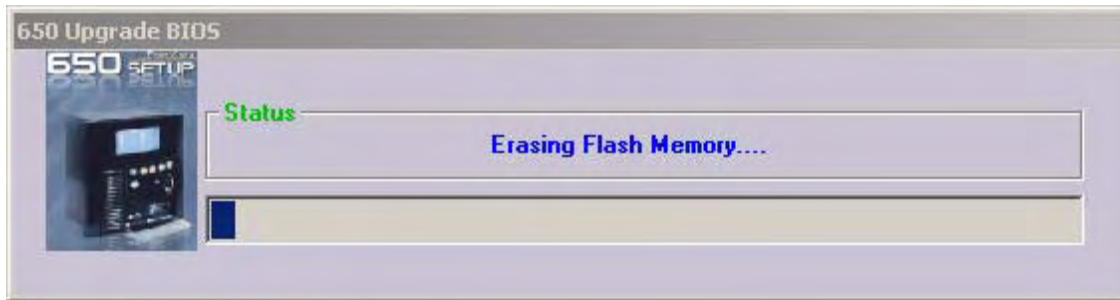 650 Upgrade BIOS
650 SETUP
Status
Erasing Flash Memory....